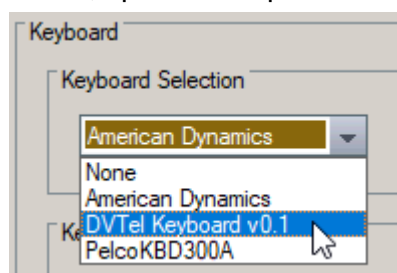 Keyboard
Keyboard Selection
American Dynamics
None
American Dynamics
DVTel Keyboard v0.1
PelcoKBD300A